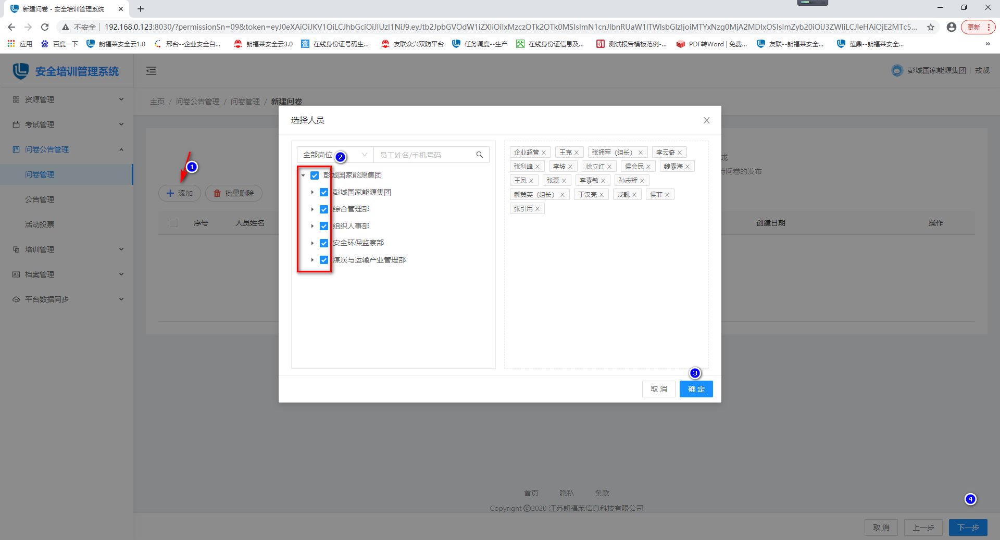 新建问卷 - 安全培训管理系统
不安全 192.168.0.123:8030/?permissionSn=09&token=eyJ0eXAiOiJKV1QiLCJhbGciOiJIUzI1NiJ9.eyJtb2JpbGVOdW1iZXIiOiIxMzczOTk2OTk0MSIsImN1cnJlbnRUaW1lTWlsbGlzIjoiMTYxNzg0MjA2MDIxOSIsImZyb20iOiJ3ZWIiLCJleHAiOjE2MTc5... 更新
应用 百度一下 朗福莱安全云1.0 邢台--企业安全自... 朗福莱安全云3.0 在线身份证号码生... 友联众兴双防平台 任务调度--生产 在线身份证信息及... 测试报告模板范例-... PDF转Word | 免费... 友联--朗福莱安全... 蕴鼎--朗福莱安全... »
安全培训管理系统
彭城国家能源集团 戎靓
资源管理
考试管理
问卷公告管理
问卷管理
公告管理
活动投票
培训管理
档案管理
平台数据同步
主页 / 问卷公告管理 / 问卷管理 / 新建问卷
成
待问卷的发布
1
添加 批量删除
序号 人员姓名 创建日期 操作
选择人员
全部岗位 2 员工姓名/手机号码
彭城国家能源集团
彭城国家能源集团
综合管理部
组织人事部
安全环保监察部
煤炭与运输产业管理部
企业超管 王克 张拥军（组长） 李云奇
张利峰 李坡 徐立红 侯会民 魏素海
王凤 张磊 李素敏 孙志辉
郝冀英（组长） 丁汉亮 戎靓 侯菲
张引用
3
取 消 确 定
首页 隐私 条款
Copyright ©2020 江苏朗福莱信息科技有限公司
4
取 消 上一步 下一步